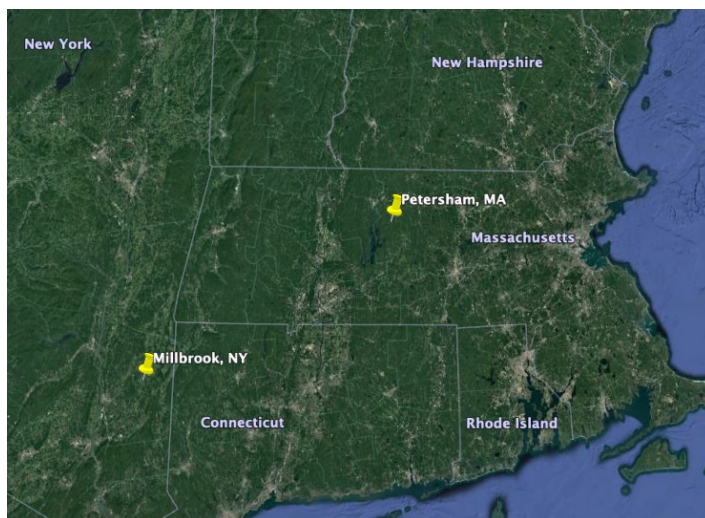 New York
New Hampshire
Petersham, MA
Massachusetts
Millbrook, NY
Connecticut
Rhode Island